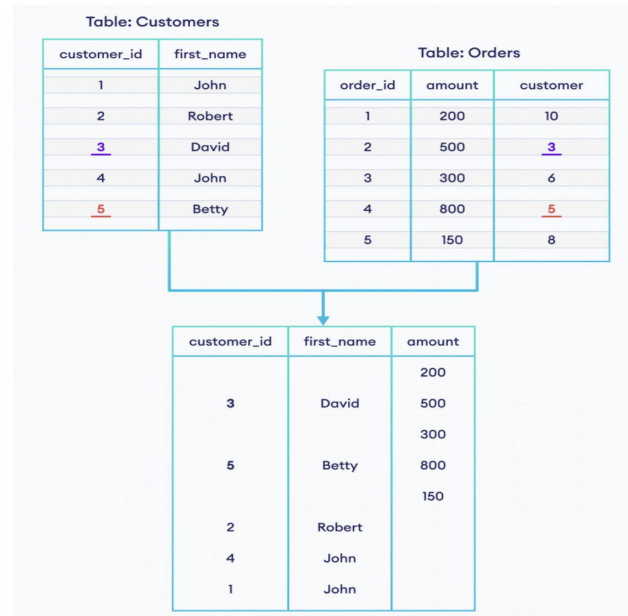 Table: Customers
customer_id first_name
1 John
2 Robert
3 David
4 John
5 Betty
Table: Orders
order_id amount customer
1 200 10
2 500 3
3 300 6
4 800 5
5 150 8
customer_id first_name amount
200
3 David 500
300
5 Betty 800
150
2 Robert
4 John
1 John